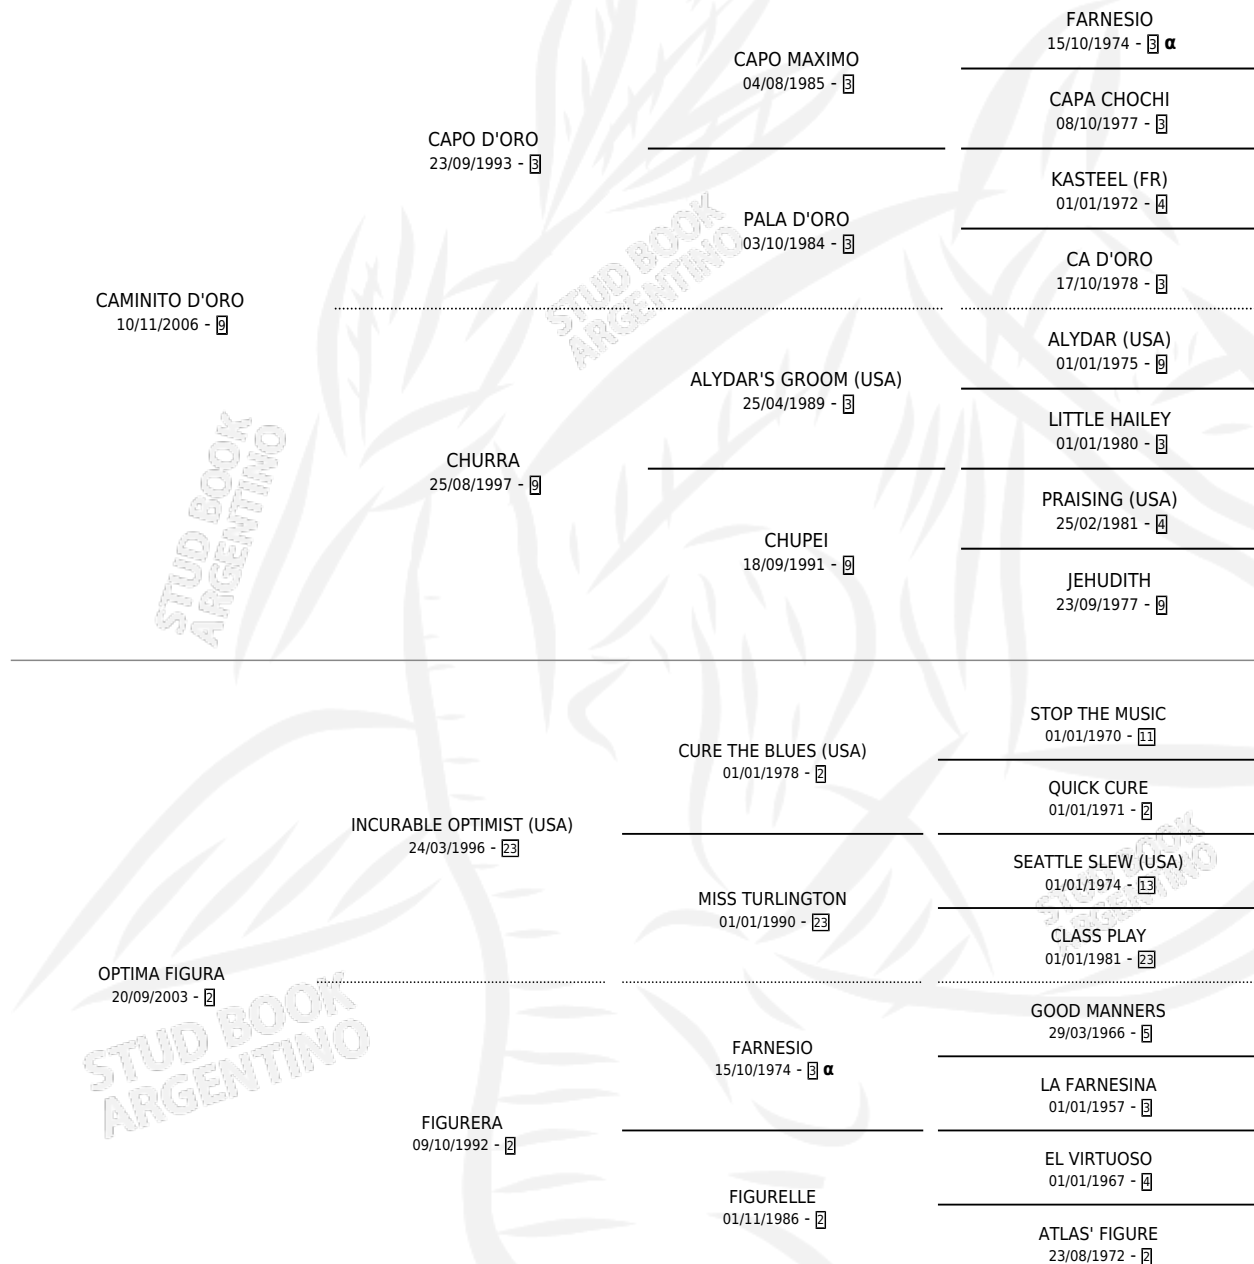 FARNESIO
15/10/1974 - 3 α
CAPO MAXIMO
04/08/1985 - 3
CAPA CHOCHI
08/10/1977 - 3
CAPO D'ORO
23/09/1993 - 3
KASTEEL (FR)
01/01/1972 - 4
PALA D'ORO
03/10/1984 - 3
CA D'ORO
17/10/1978 - 3
STUD BOOK
ARGENTINO
CAMINITO D'ORO
10/11/2006 - 9
ALYDAR (USA)
01/01/1975 - 9
ALYDAR'S GROOM (USA)
25/04/1989 - 3
LITTLE HAILEY
01/01/1980 - 3
CHURRA
25/08/1997 - 9
PRAISING (USA)
25/02/1981 - 4
CHUPEI
18/09/1991 - 9
JEHUDITH
23/09/1977 - 9
STUD BOOK
ARGENTINO
STOP THE MUSIC
01/01/1970 - 11
CURE THE BLUES (USA)
01/01/1978 - 2
QUICK CURE
01/01/1971 - 2
INCURABLE OPTIMIST (USA)
24/03/1996 - 23
SEATTLE SLEW (USA)
01/01/1974 - 13
MISS TURLINGTON
01/01/1990 - 23
CLASS PLAY
01/01/1981 - 23
STUD BOOK
ARGENTINO
OPTIMA FIGURA
20/09/2003 - 2
GOOD MANNERS
29/03/1966 - 5
FARNESIO
15/10/1974 - 3 α
LA FARNESINA
01/01/1957 - 3
FIGURERA
09/10/1992 - 2
EL VIRTUOSO
01/01/1967 - 4
FIGURELLE
01/11/1986 - 2
ATLAS' FIGURE
23/08/1972 - 2
STUD BOOK
ARGENTINO